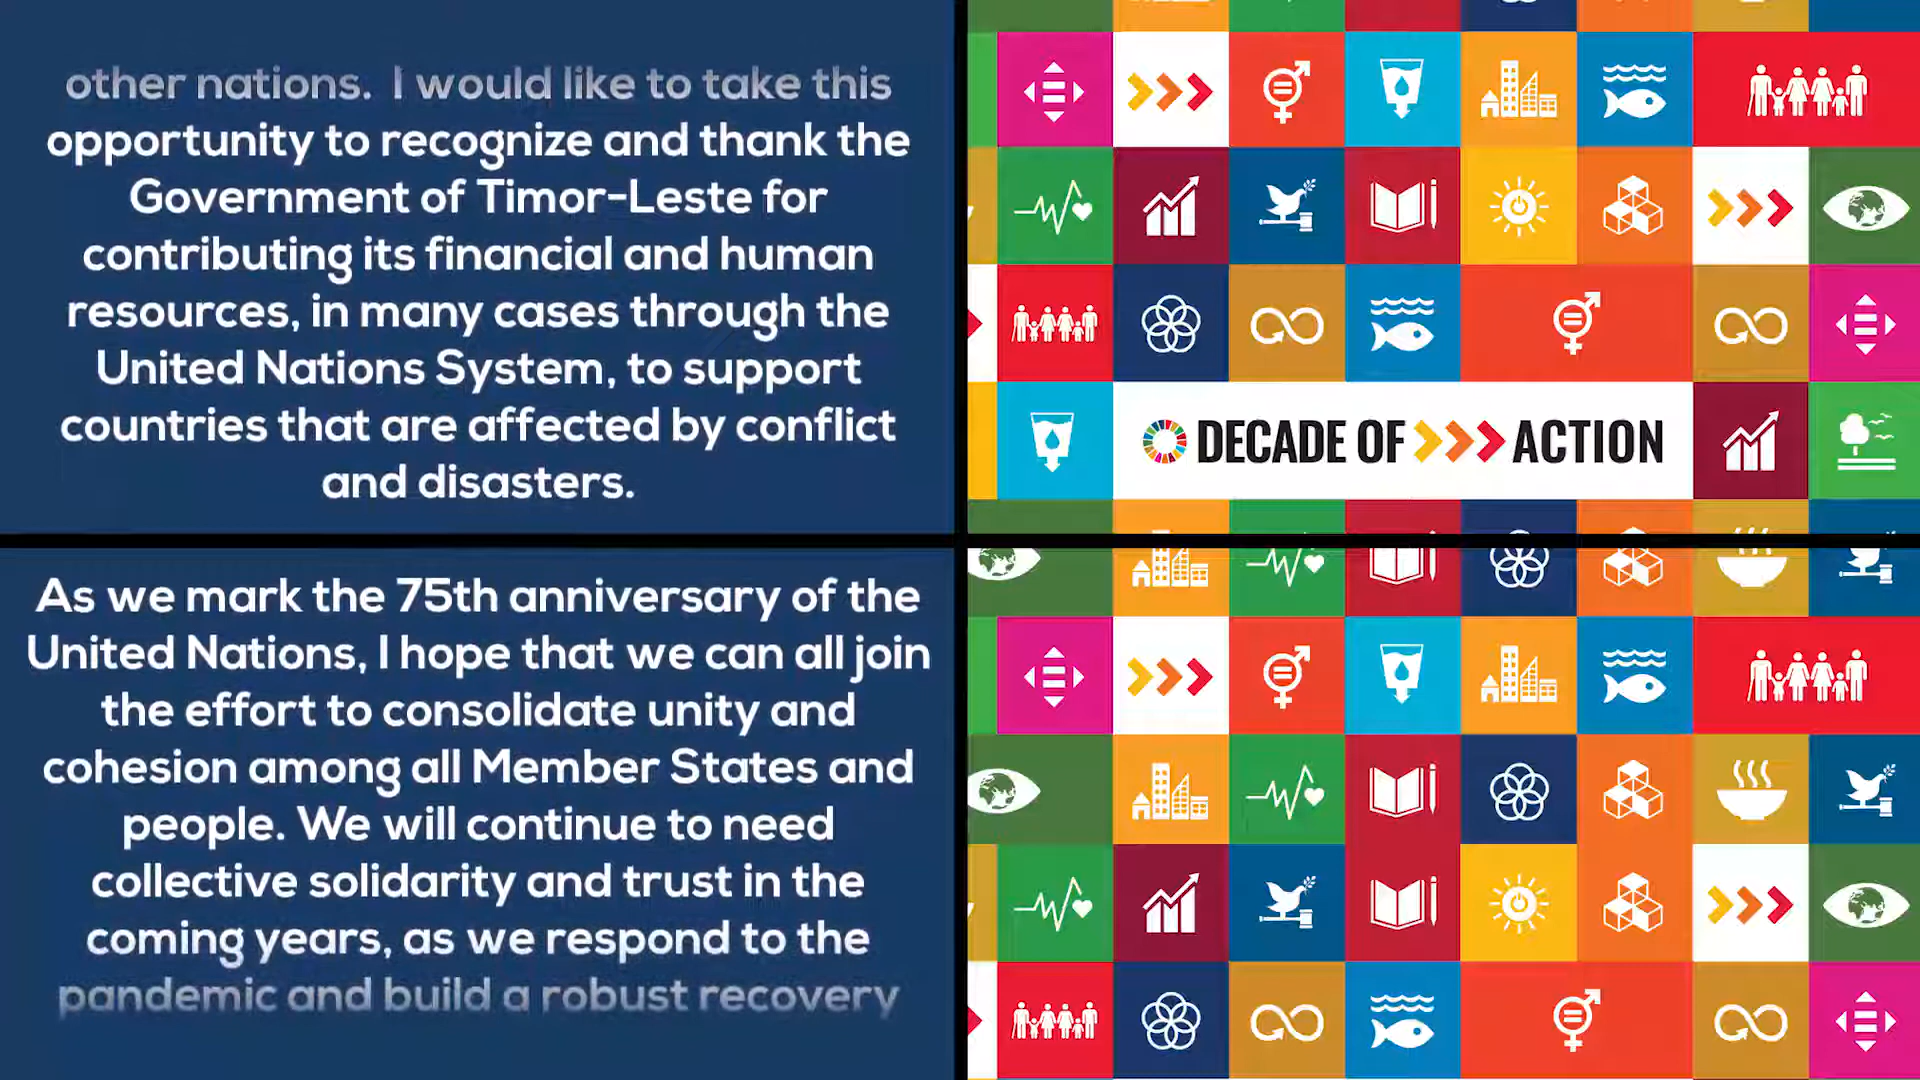 other nations.  I would like to take this
opportunity to recognize and thank the
Government of Timor-Leste for
contributing its financial and human
resources, in many cases through the
United Nations System, to support
countries that are affected by conflict
and disasters.
DECADE OF ACTION
As we mark the 75th anniversary of the
United Nations, I hope that we can all join
the effort to consolidate unity and
cohesion among all Member States and
people. We will continue to need
collective solidarity and trust in the
coming years, as we respond to the
pandemic and build a robust recovery